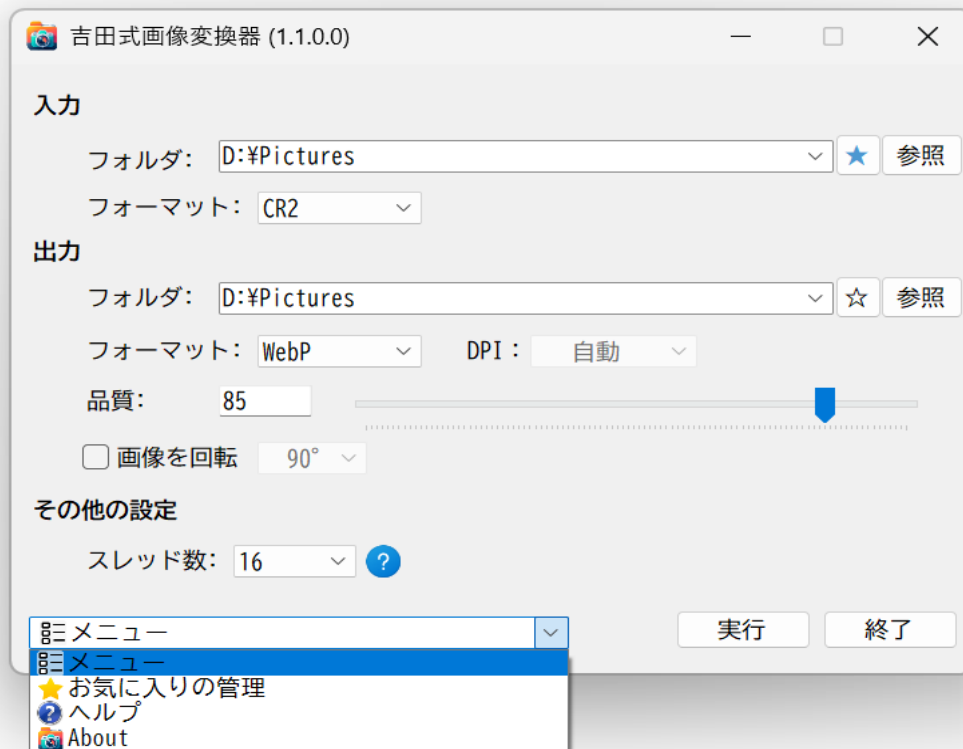 吉田式画像変換器 (1.1.0.0)
入力
フォルダ: D:¥Pictures ★ 参照
フォーマット: CR2
出力
フォルダ: D:¥Pictures ☆ 参照
フォーマット: WebP DPI : 自動
品質: 85
画像を回転 90°
その他の設定
スレッド数: 16 ?
メニュー 実行 終了
メニュー
お気に入りの管理
ヘルプ
About